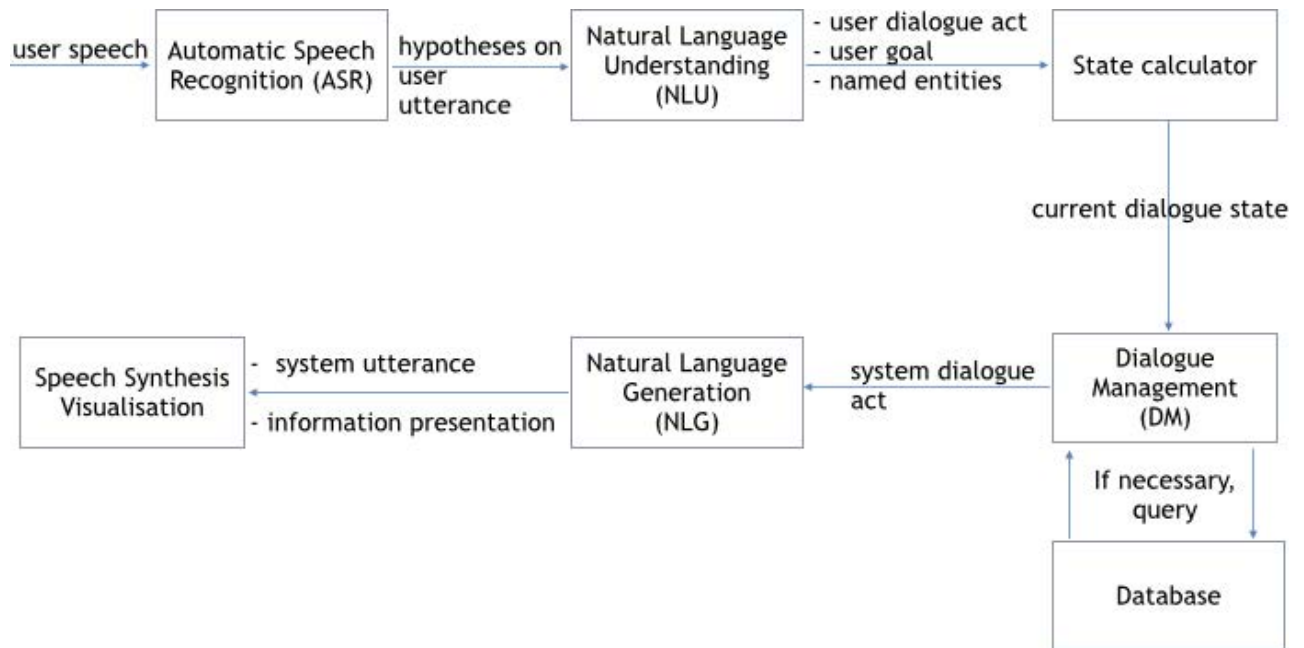 user speech
Automatic Speech
Recognition (ASR)
hypotheses on
user
utterance
Natural Language
Understanding
(NLU)
- user dialogue act
- user goal
- named entities
State calculator
current dialogue state
Dialogue
Management
(DM)
If necessary,
query
Database
system dialogue
act
Natural Language
Generation
(NLG)
- system utterance
- information presentation
Speech Synthesis
Visualisation